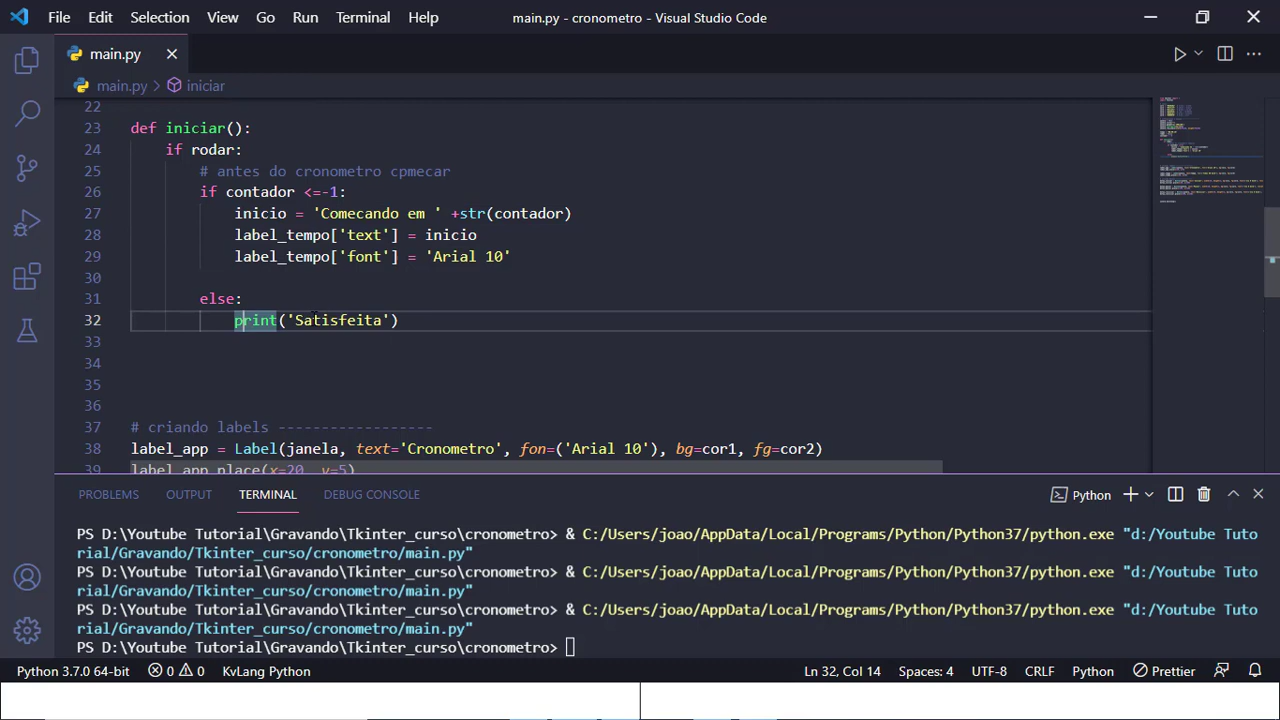 File Edit Selection View Go Run Terminal Help main.py - cronometro - Visual Studio Code
main.py
main.py > iniciar
22
23 def iniciar():
24 if rodar:
25 # antes do cronometro cpmecar
26 if contador <=-1:
27 inicio = 'Comecando em ' +str(contador)
28 label_tempo['text'] = inicio
29 label_tempo['font'] = 'Arial 10'
30
31 else:
32 print('Satisfeita')
33
34
35
36
37 # criando labels ------------------
38 label_app = Label(janela, text='Cronometro', fon=('Arial 10'), bg=cor1, fg=cor2)
39 label_app.place(x=20, y=5)
PROBLEMS OUTPUT TERMINAL DEBUG CONSOLE Python
PS D:\Youtube Tutorial\Gravando\Tkinter_curso\cronometro> & C:/Users/joao/AppData/Local/Programs/Python/Python37/python.exe "d:/Youtube Tuto
rial/Gravando/Tkinter_curso/cronometro/main.py"
PS D:\Youtube Tutorial\Gravando\Tkinter_curso\cronometro> & C:/Users/joao/AppData/Local/Programs/Python/Python37/python.exe "d:/Youtube Tuto
rial/Gravando/Tkinter_curso/cronometro/main.py"
PS D:\Youtube Tutorial\Gravando\Tkinter_curso\cronometro> & C:/Users/joao/AppData/Local/Programs/Python/Python37/python.exe "d:/Youtube Tuto
rial/Gravando/Tkinter_curso/cronometro/main.py"
PS D:\Youtube Tutorial\Gravando\Tkinter_curso\cronometro>
Python 3.7.0 64-bit 0 0 KvLang Python Ln 32, Col 14 Spaces: 4 UTF-8 CRLF Python Prettier